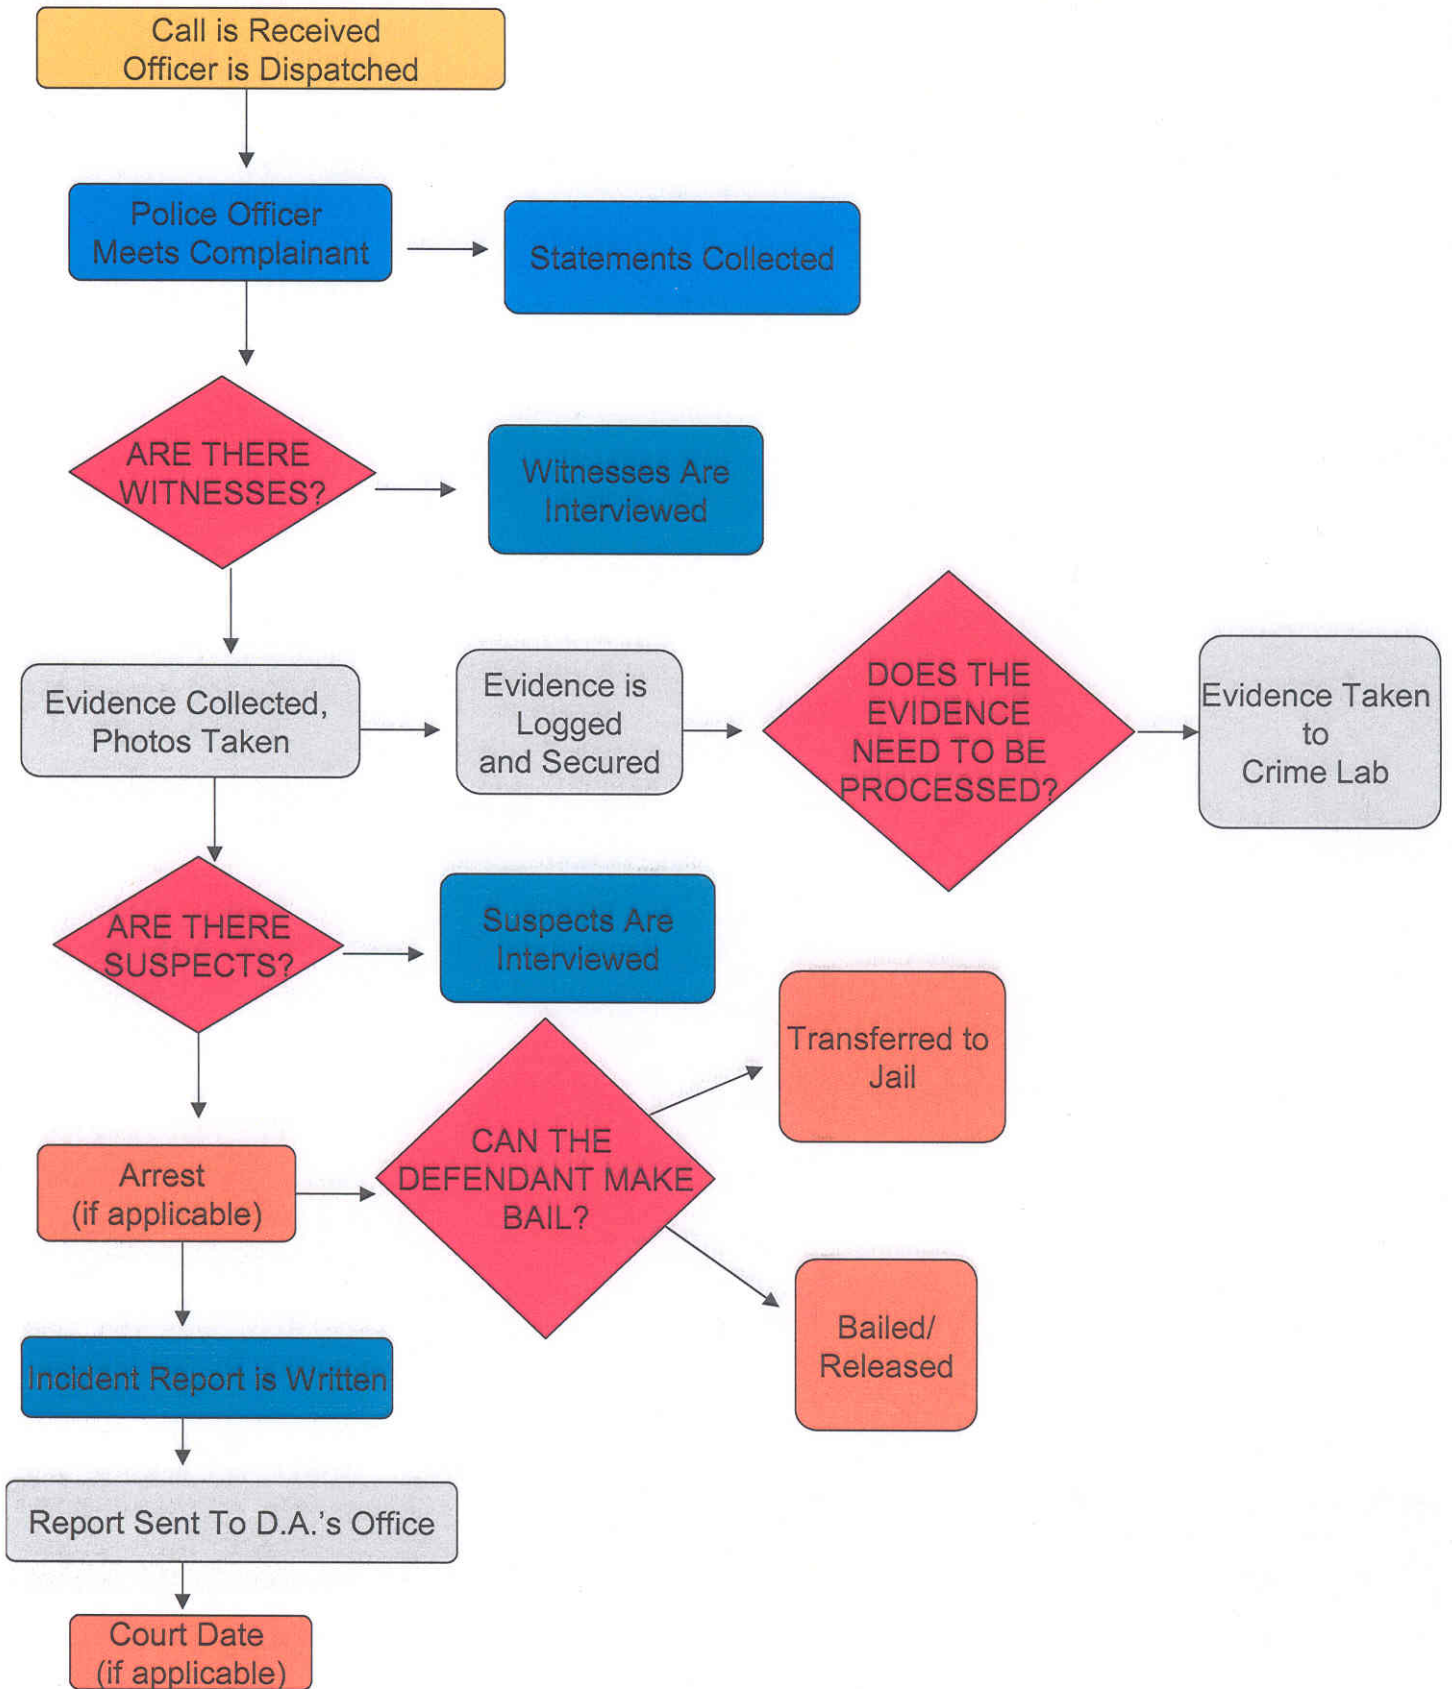 Call is Received
Officer is Dispatched
Police Officer
Meets Complainant
Statements Collected
ARE THERE
WITNESSES?
Witnesses Are
Interviewed
Evidence Collected,
Photos Taken
Evidence is
Logged
and Secured
DOES THE
EVIDENCE
NEED TO BE
PROCESSED?
Evidence Taken
to
Crime Lab
ARE THERE
SUSPECTS?
Suspects Are
Interviewed
Transferred to
Jail
CAN THE
DEFENDANT MAKE
BAIL?
Arrest
(if applicable)
Bailed/
Released
Incident Report is Written
Report Sent To D.A.'s Office
Court Date
(if applicable)